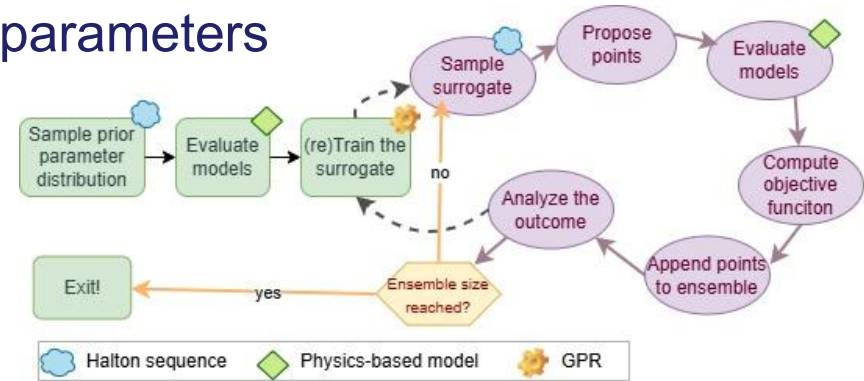 parameters
Sample prior
parameter
distribution
Evaluate
models
(re)Train the
surrogate
Sample
surrogate
Propose
points
Evaluate
models
Compute
objective
funciton
Append points
to ensemble
Analyze the
outcome
no
Ensemble size
reached?
yes
Exit!
Halton sequence
Physics-based model
GPR